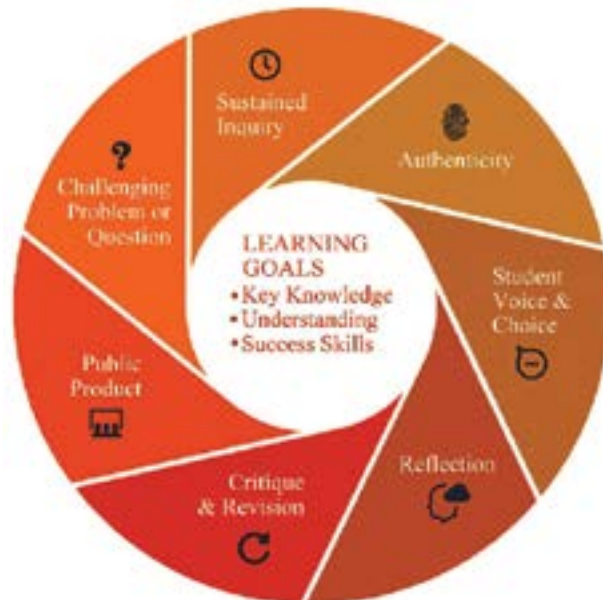 Sustained
Inquiry
Authenticity
Student
Voice &
Choice
Reflection
Critique
& Revision
Public
Product
?
Challenging
Problem or
Question
LEARNING
GOALS
• Key Knowledge
• Understanding
• Success Skills